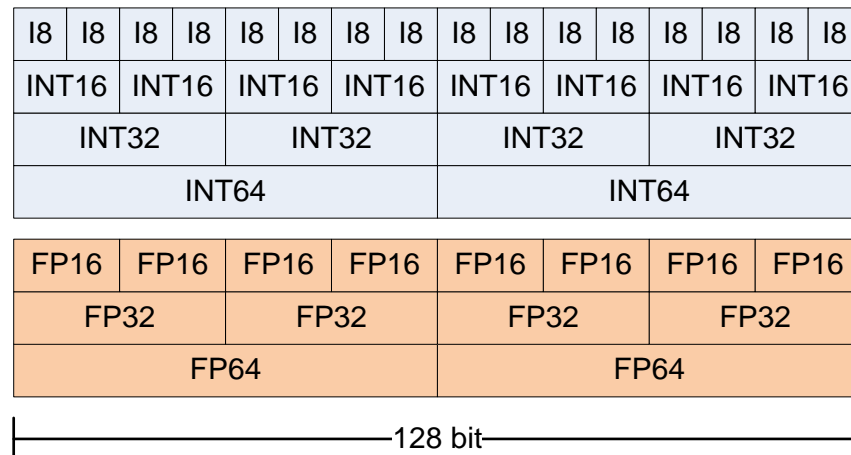 I8 I8 I8 I8 I8 I8 I8 I8 I8 I8 I8 I8 I8 I8 I8 I8
INT16 INT16 INT16 INT16 INT16 INT16 INT16 INT16
INT32 INT32 INT32 INT32
INT64 INT64
FP16 FP16 FP16 FP16 FP16 FP16 FP16 FP16
FP32 FP32 FP32 FP32
FP64 FP64
128 bit